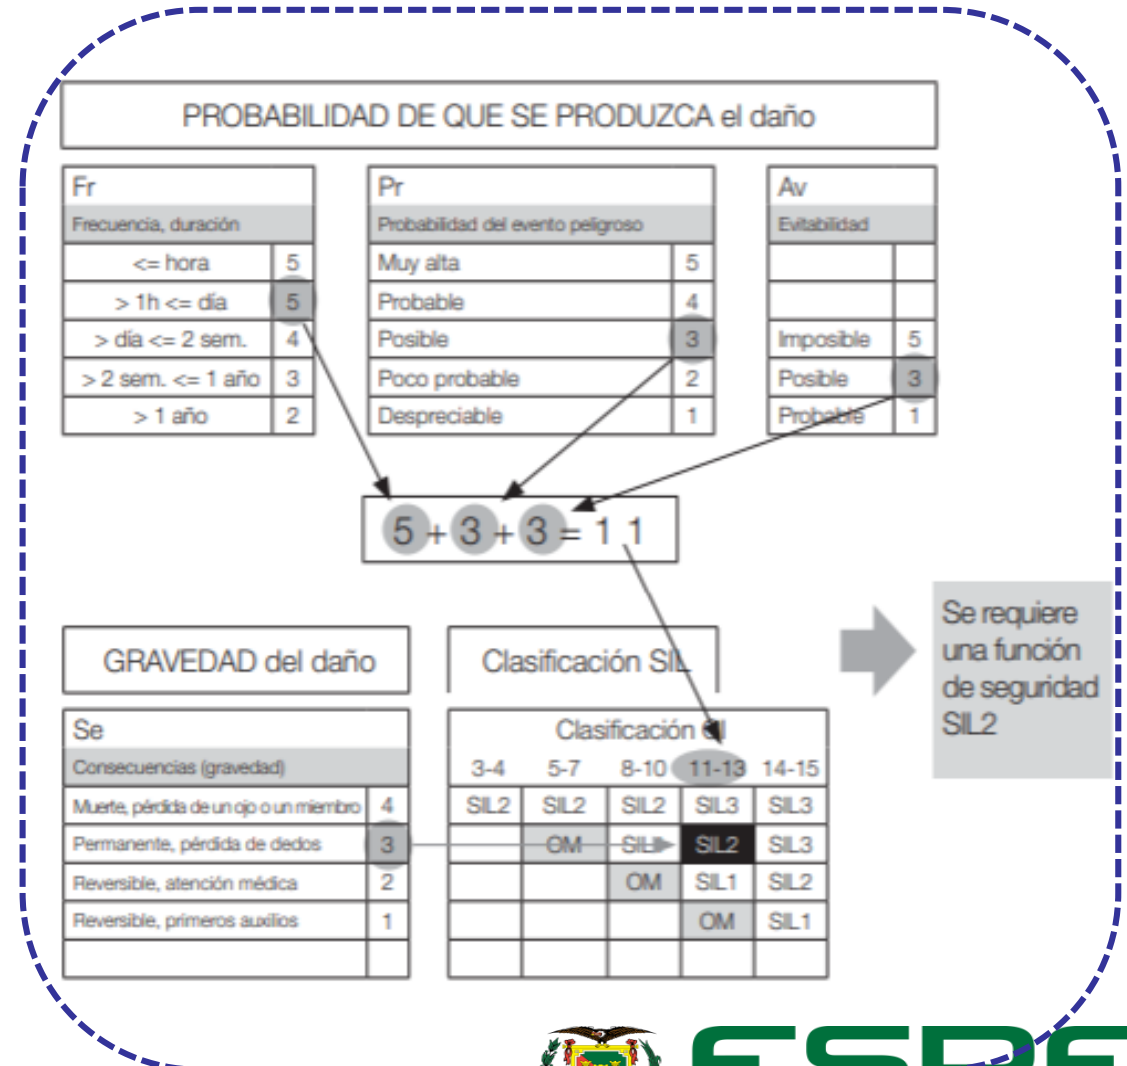 PROBABILIDAD DE QUE SE PRODUZCA el daño
Fr
Frecuencia, duración
<= hora 5
> 1h <= día 5
> día <= 2 sem. 4
> 2 sem. <= 1 año 3
> 1 año 2
Pr
Probabilidad del evento peligroso
Muy alta 5
Probable 4
Posible 3
Poco probable 2
Despreciable 1
Av
Evitabilidad
Imposible 5
Posible 3
Probable 1
5 + 3 + 3 = 1 1
Se requiere
una función
de seguridad
SIL2
GRAVEDAD del daño
Se
Consecuencias (gravedad)
Muerte, pérdida de un ojo o un miembro 4
Permanente, pérdida de dedos 3
Reversible, atención médica 2
Reversible, primeros auxilios 1
Clasificación SIL
Clasificación
3-4 5-7 8-10 11-13 14-15
SIL2 SIL2 SIL2 SIL3 SIL3
OM SIL2 SIL3
OM SIL1 SIL2
OM SIL1
ESPE